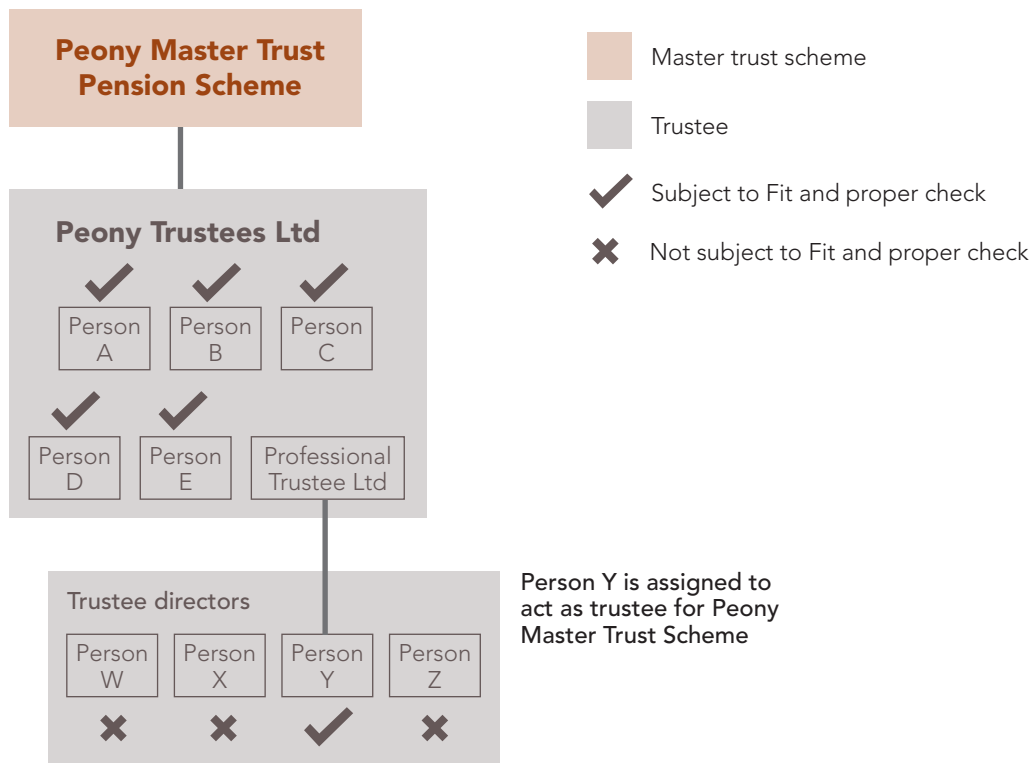 Peony Master Trust
Pension Scheme
Master trust scheme
Trustee
Subject to Fit and proper check
Not subject to Fit and proper check
Peony Trustees Ltd
Person
A
Person
B
Person
C
Person
D
Person
E
Professional
Trustee Ltd
Trustee directors
Person
W
Person
X
Person
Y
Person
Z
Person Y is assigned to
act as trustee for Peony
Master Trust Scheme